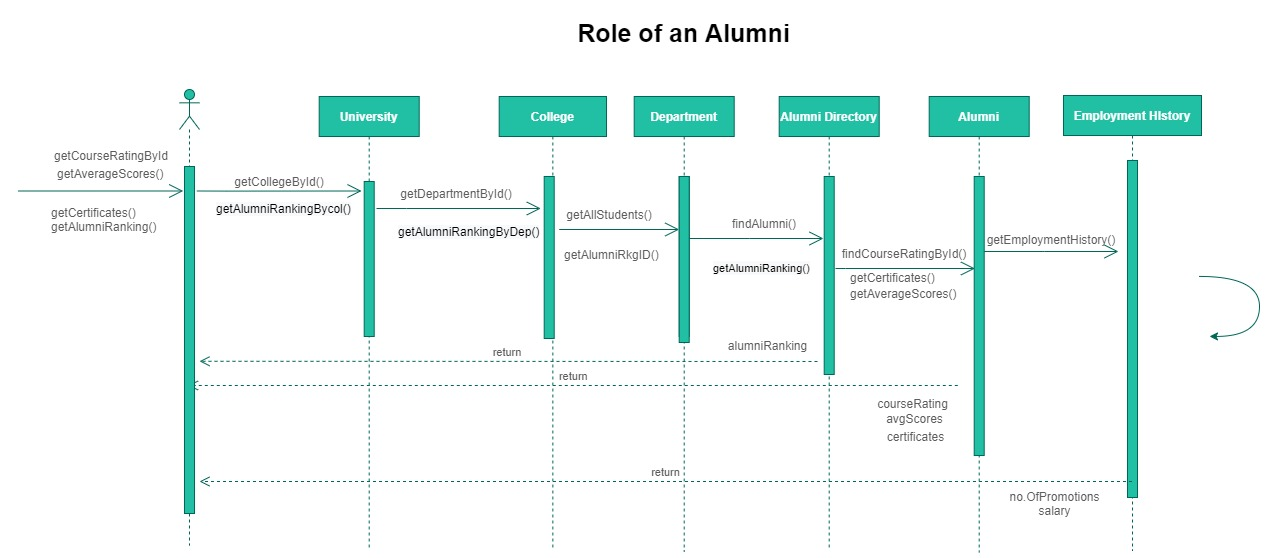 Role of an Alumni
University
College
Department
Alumni Directory
Alumni
Employment HIstory
getCourseRatingById
getAverageScores()
getCertificates()
getAlumniRanking()
getCollegeById()
getAlumniRankingBycol()
getDepartmentById()
getAlumniRankingByDep()
getAllStudents()
getAlumniRkgID()
findAlumni()
getAlumniRanking()
findCourseRatingById()
getCertificates()
getAverageScores()
getEmploymentHistory()
return
alumniRanking
return
courseRating
avgScores
certificates
return
no.OfPromotions
salary